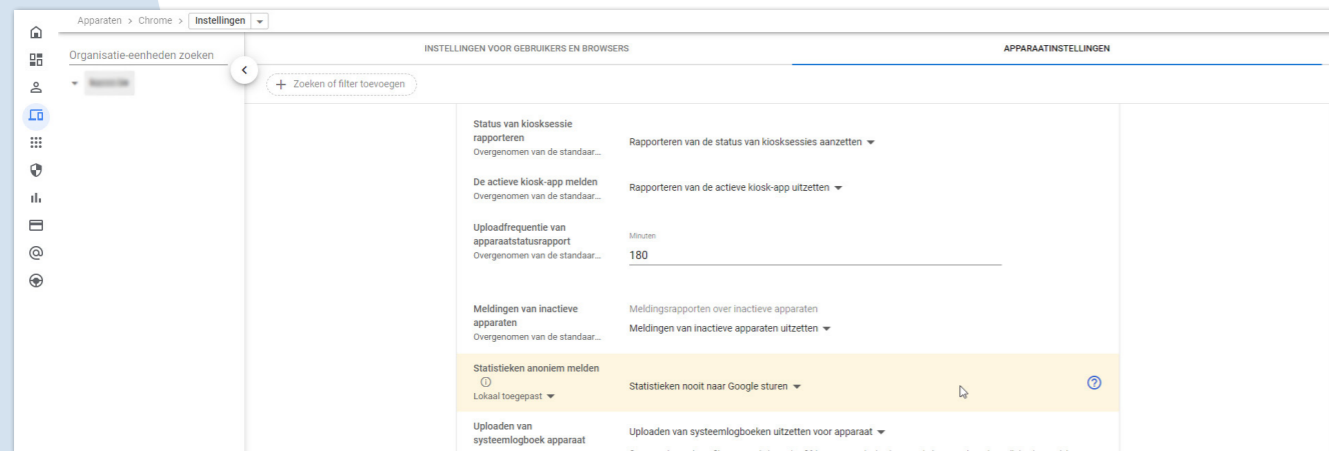 Apparaten > Chrome > Instellingen
Organisatie-eenheden zoeken
INSTELLINGEN VOOR GEBRUIKERS EN BROWSERS
APPARAATINSTELLINGEN
Zoeken of filter toevoegen
Status van kiosksessie
rapporteren
Overgenomen van de standaar...
Rapporteren van de status van kiosksessies aanzetten
De actieve kiosk-app melden
Overgenomen van de standaar...
Rapporteren van de actieve kiosk-app uitzetten
Uploadfrequentie van
apparaatstatusrapport
Overgenomen van de standaar...
Minuten
180
Meldingen van inactieve
apparaten
Overgenomen van de standaar...
Meldingsrapporten over inactieve apparaten
Meldingen van inactieve apparaten uitzetten
Statistieken anoniem melden
Lokaal toegepast
Statistieken nooit naar Google sturen
Uploaden van
systeemlogboek apparaat
Uploaden van systeemlogboeken uitzetten voor apparaat